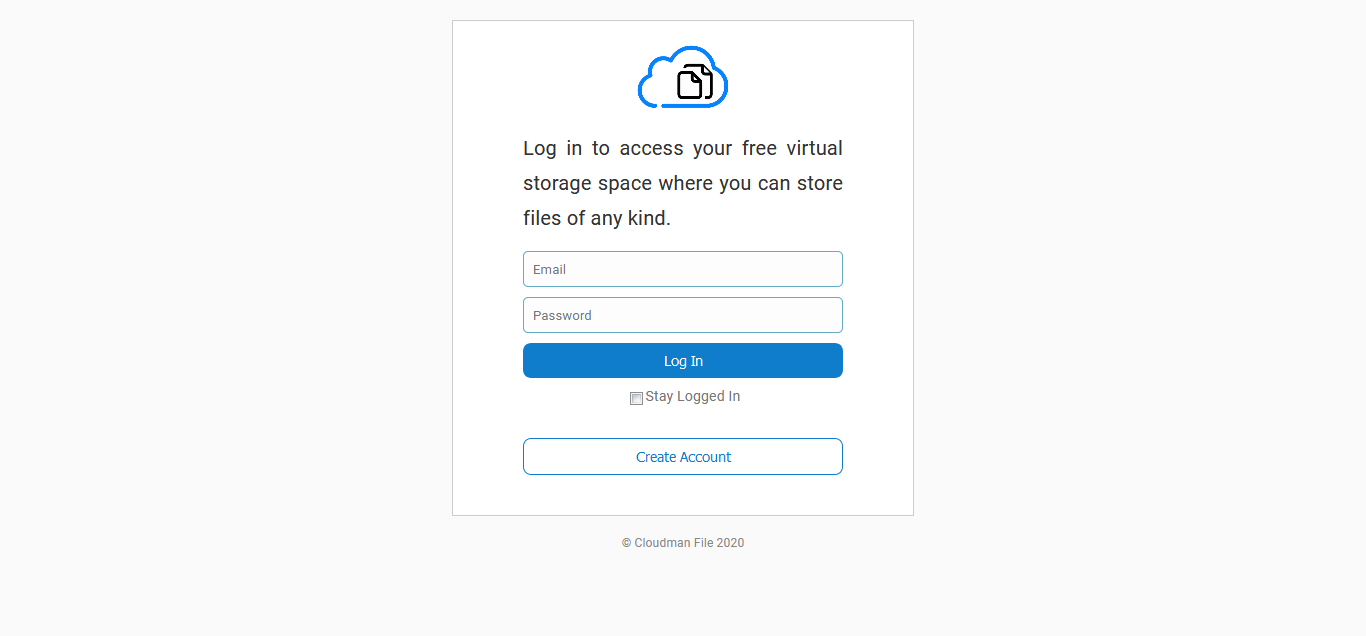 Log in to access your free virtual
storage space where you can store
files of any kind.
Email
Password
Log In
Stay Logged In
Create Account
© Cloudman File 2020